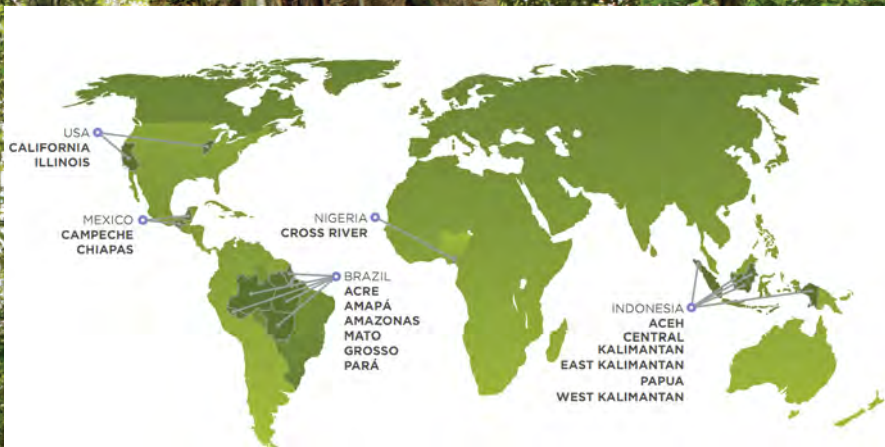 USA
CALIFORNIA
ILLINOIS
MEXICO
CAMPECHE
CHIAPAS
NIGERIA
CROSS RIVER
BRAZIL
ACRE
AMAPÁ
AMAZONAS
MATO
GROSSO
PARÁ
INDONESIA
ACEH
CENTRAL
KALIMANTAN
EAST KALIMANTAN
PAPUA
WEST KALIMANTAN